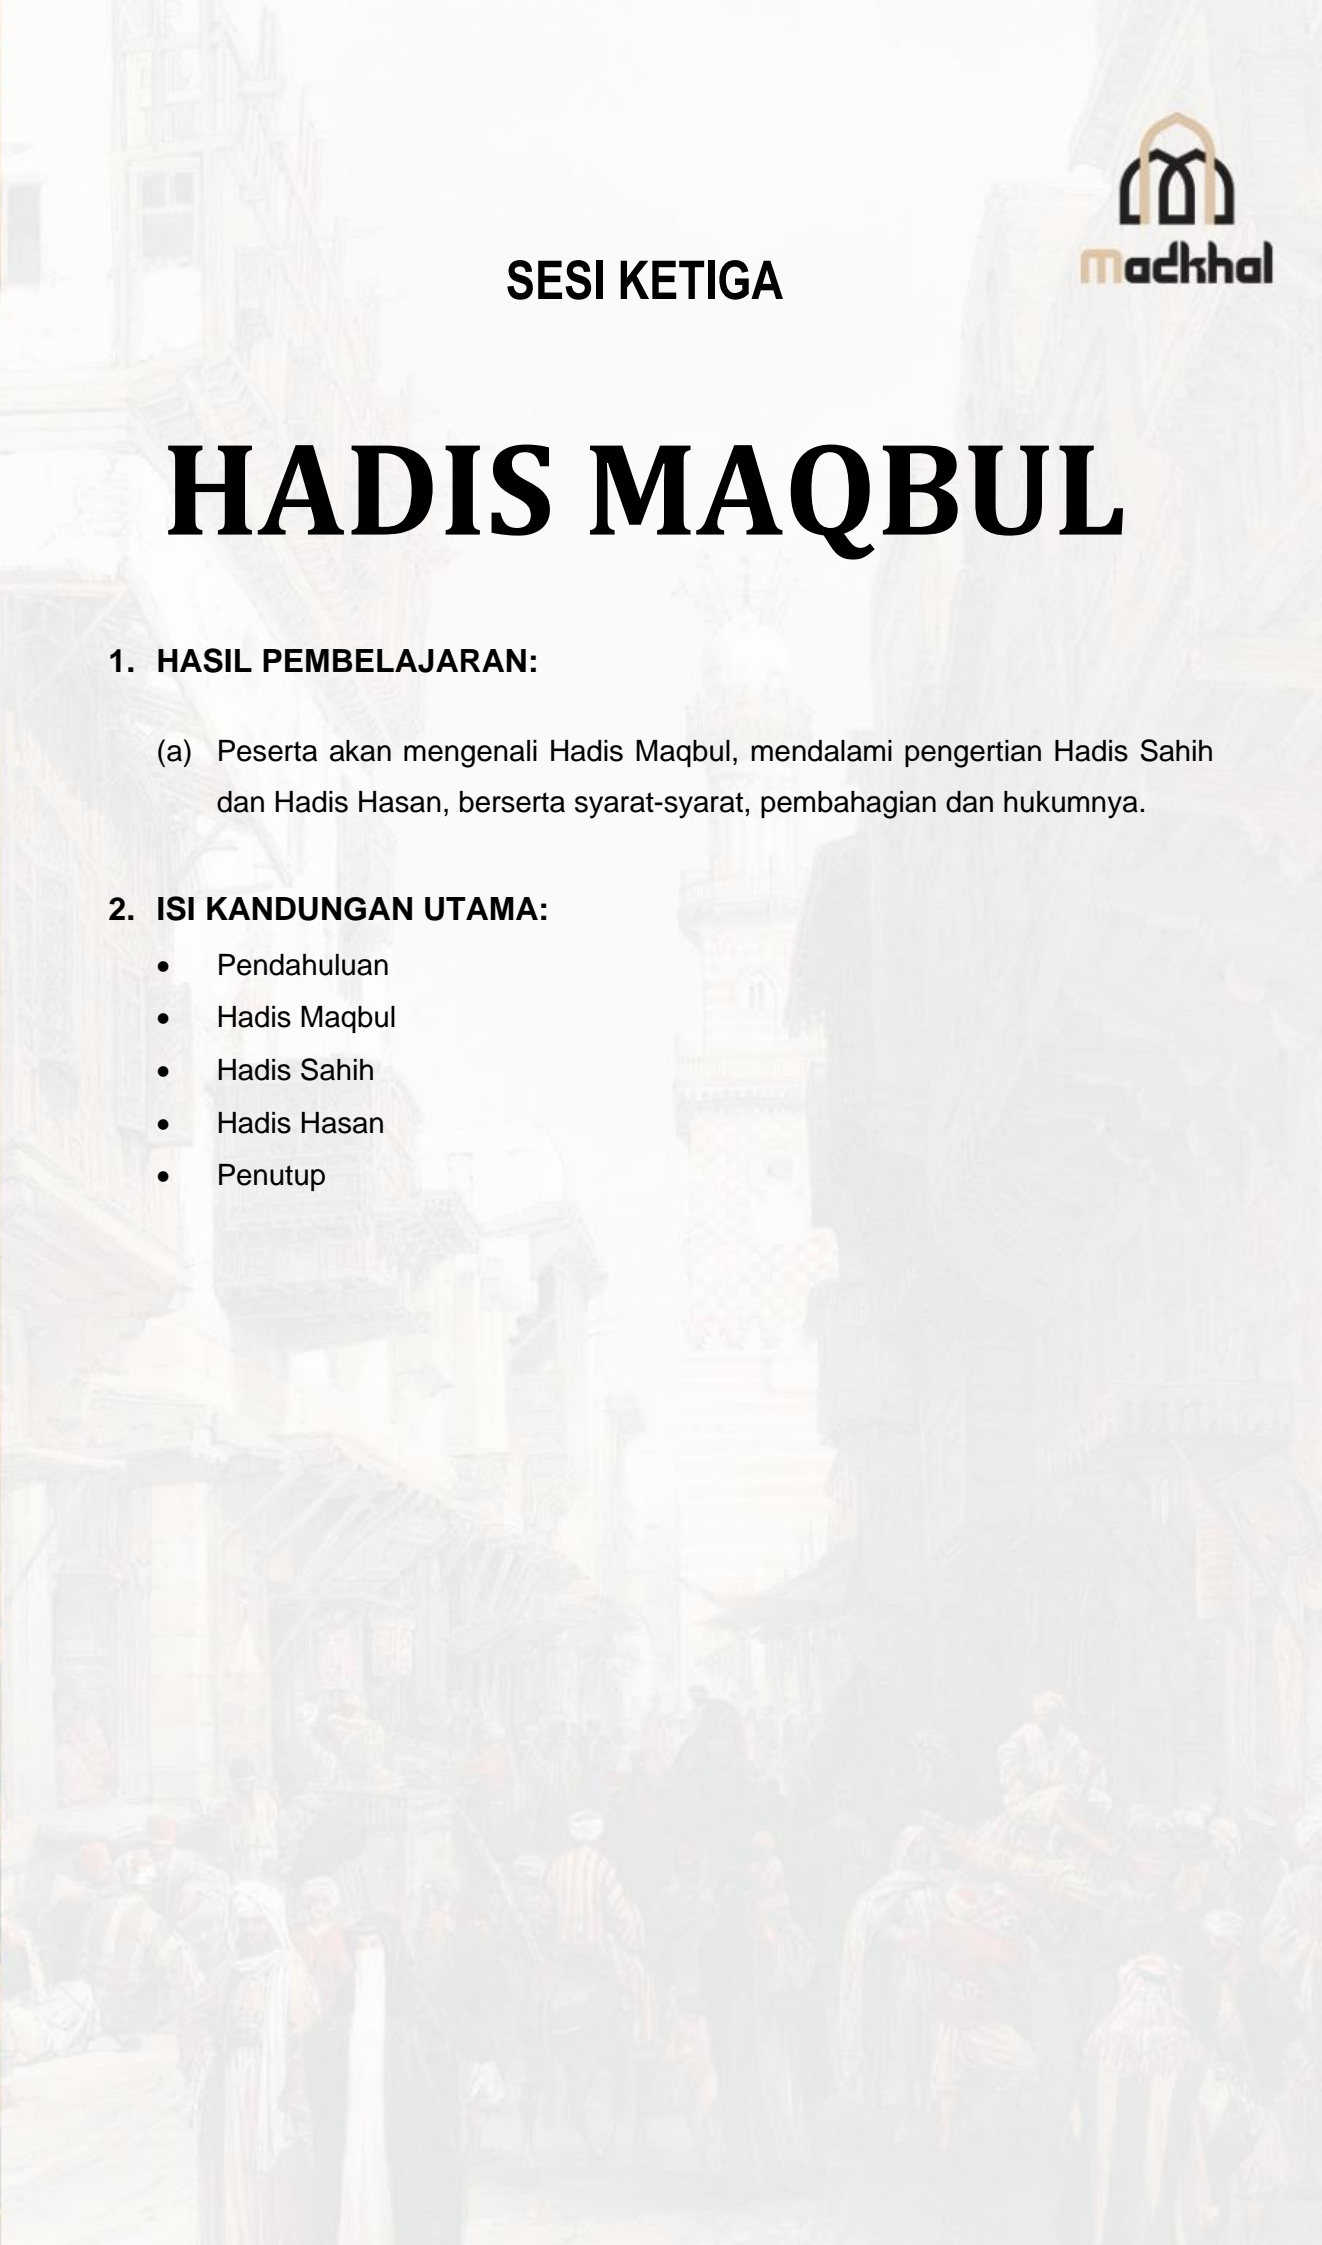 madkhal
SESI KETIGA
HADIS MAQBUL
1. HASIL PEMBELAJARAN:
(a) Peserta akan mengenali Hadis Maqbul, mendalami pengertian Hadis Sahih
dan Hadis Hasan, berserta syarat-syarat, pembahagian dan hukumnya.
2. ISI KANDUNGAN UTAMA:
• Pendahuluan
• Hadis Maqbul
• Hadis Sahih
• Hadis Hasan
• Penutup